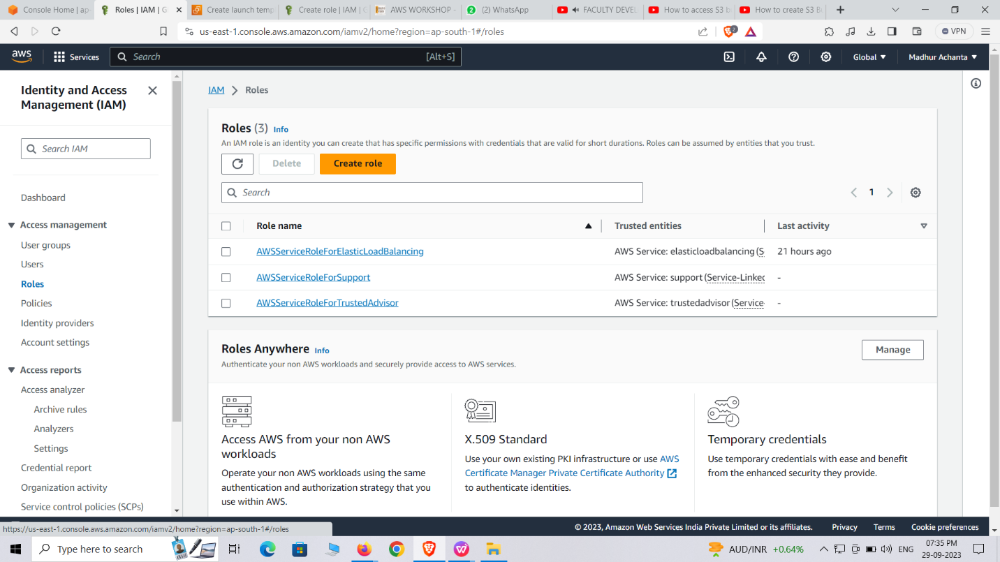 Console Home | ap-
Roles | IAM | Gl
Create launch temp
Create role | IAM | G
AWS WORKSHOP -
(2) WhatsApp
FACULTY DEVEL
How to access S3 b
How to create S3 B
us-east-1.console.aws.amazon.com/iamv2/home?region=ap-south-1#/roles
2
VPN
aws
Services
Search
[Alt+S]
Global
Madhur Achanta
Identity and Access
Management (IAM)
Search IAM
Dashboard
Access management
User groups
Users
Roles
Policies
Identity providers
Account settings
Access reports
Access analyzer
Archive rules
Analyzers
Settings
Credential report
Organization activity
Service control policies (SCPs)
IAM > Roles
Roles (3) Info
An IAM role is an identity you can create that has specific permissions with credentials that are valid for short durations. Roles can be assumed by entities that you trust.
Delete
Create role
Search
1
Role name Trusted entities Last activity
AWSServiceRoleForElasticLoadBalancing AWS Service: elasticloadbalancing (S 21 hours ago
AWSServiceRoleForSupport AWS Service: support (Service-Linked -
AWSServiceRoleForTrustedAdvisor AWS Service: trustedadvisor (Service- -
Roles Anywhere Info
Manage
Authenticate your non AWS workloads and securely provide access to AWS services.
Access AWS from your non AWS
workloads
Operate your non AWS workloads using the same
authentication and authorization strategy that you
use within AWS.
X.509 Standard
Use your own existing PKI infrastructure or use AWS
Certificate Manager Private Certificate Authority
to authenticate identities.
Temporary credentials
Use temporary credentials with ease and benefit
from the enhanced security they provide.
https://us-east-1.console.aws.amazon.com/iamv2/home?region=ap-south-1#/roles
© 2023, Amazon Web Services India Private Limited or its affiliates.
Privacy
Terms
Cookie preferences
Type here to search
AUD/INR +0.64%
ENG
07:35 PM
29-09-2023